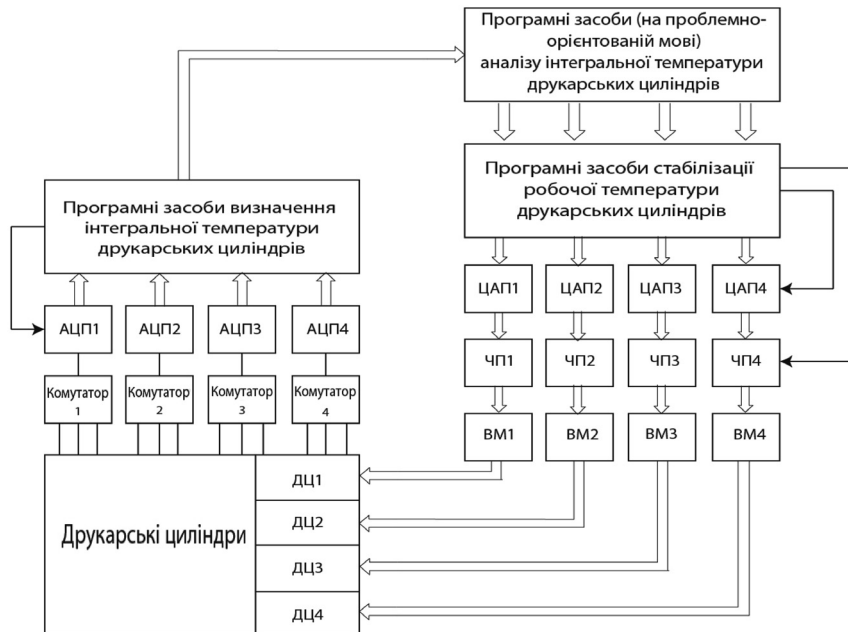 Програмні засоби (на проблемно-
орієнтованій мові)
аналізу інтегральної температури
друкарських циліндрів
Програмні засоби стабілізації
робочої температури
друкарських циліндрів
Програмні засоби визначення
інтегральної температури
друкарських циліндрів
ЦАП1 ЦАП2 ЦАП3 ЦАП4
АЦП1 АЦП2 АЦП3 АЦП4
ЧП1 ЧП2 ЧП3 ЧП4
Комутатор Комутатор Комутатор Комутатор
1 2 3 4
ВМ1 ВМ2 ВМ3 ВМ4
ДЦ1
ДЦ2
Друкарські циліндри
ДЦ3
ДЦ4